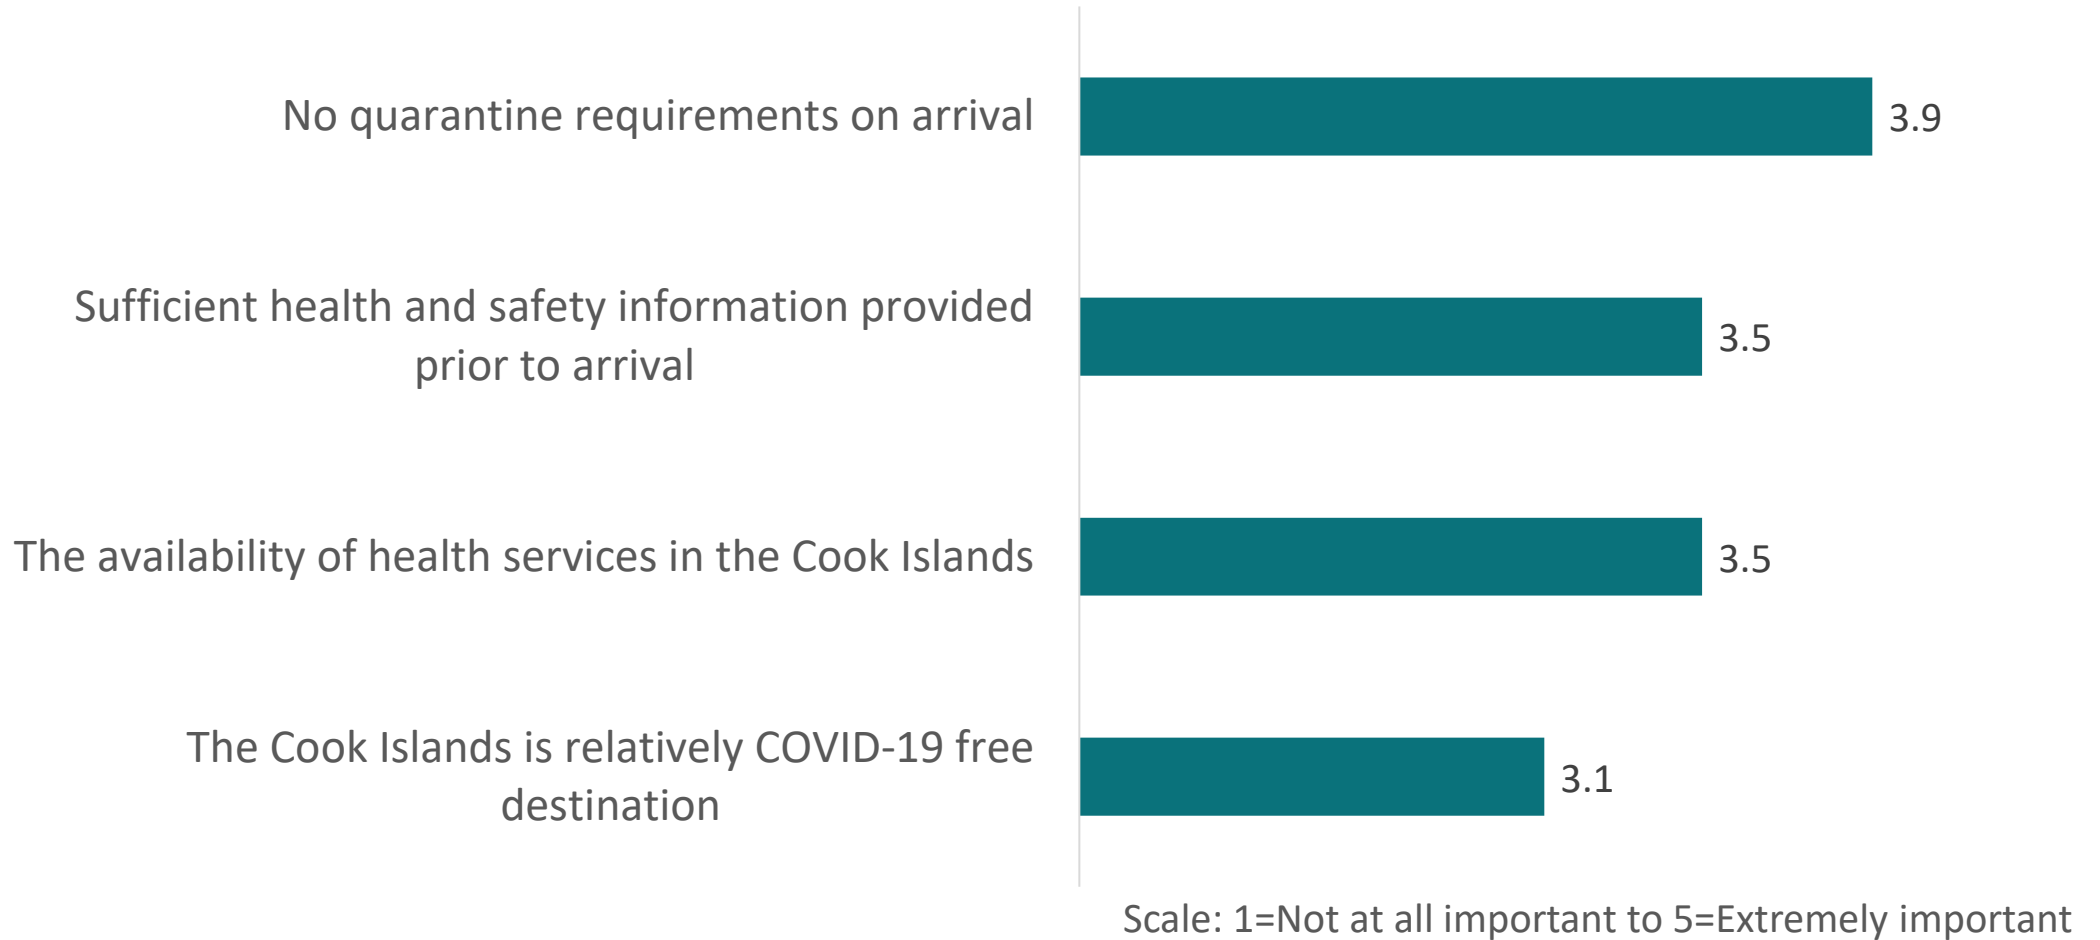 No quarantine requirements on arrival
3.9
Sufficient health and safety information provided
prior to arrival
3.5
The availability of health services in the Cook Islands
3.5
The Cook Islands is relatively COVID-19 free
destination
3.1
Scale: 1=Not at all important to 5=Extremely important